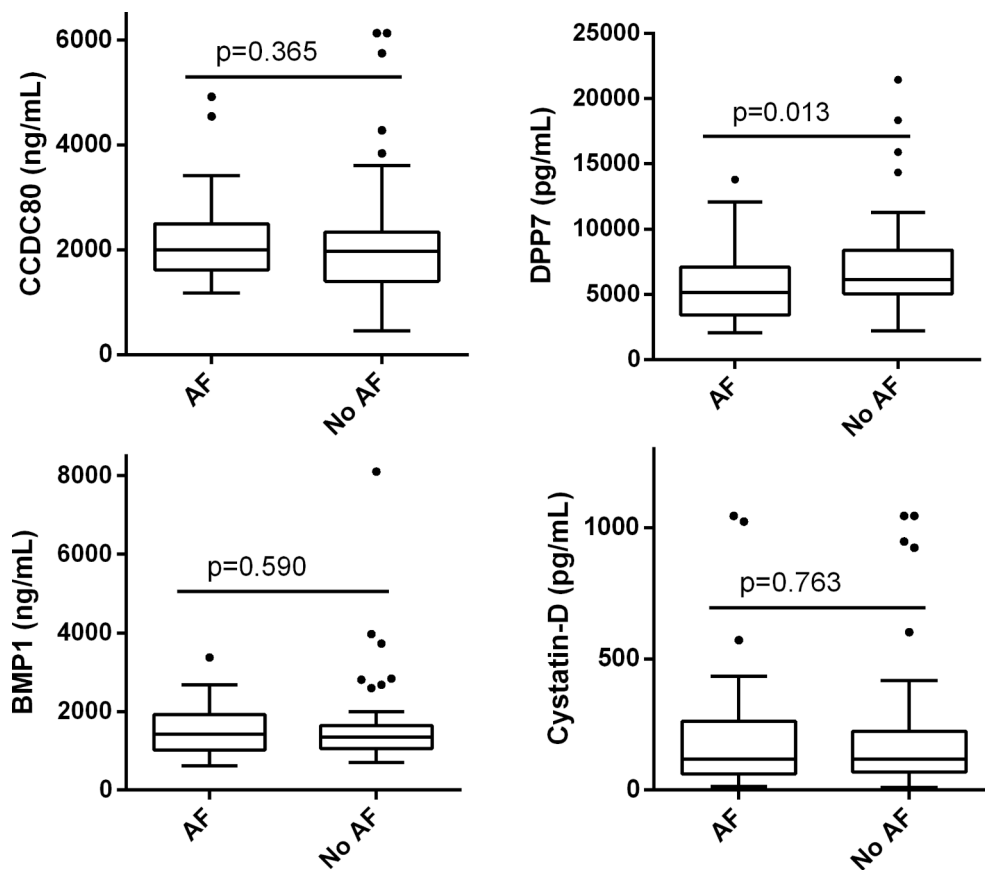 CCDC80 (ng/mL)
6000
4000
2000
0
p=0.365
AF
No AF
DPP7 (pg/mL)
25000
20000
15000
10000
5000
0
p=0.013
AF
No AF
BMP1 (ng/mL)
8000
6000
4000
2000
0
p=0.590
AF
No AF
Cystatin-D (pg/mL)
1000
500
0
p=0.763
AF
No AF